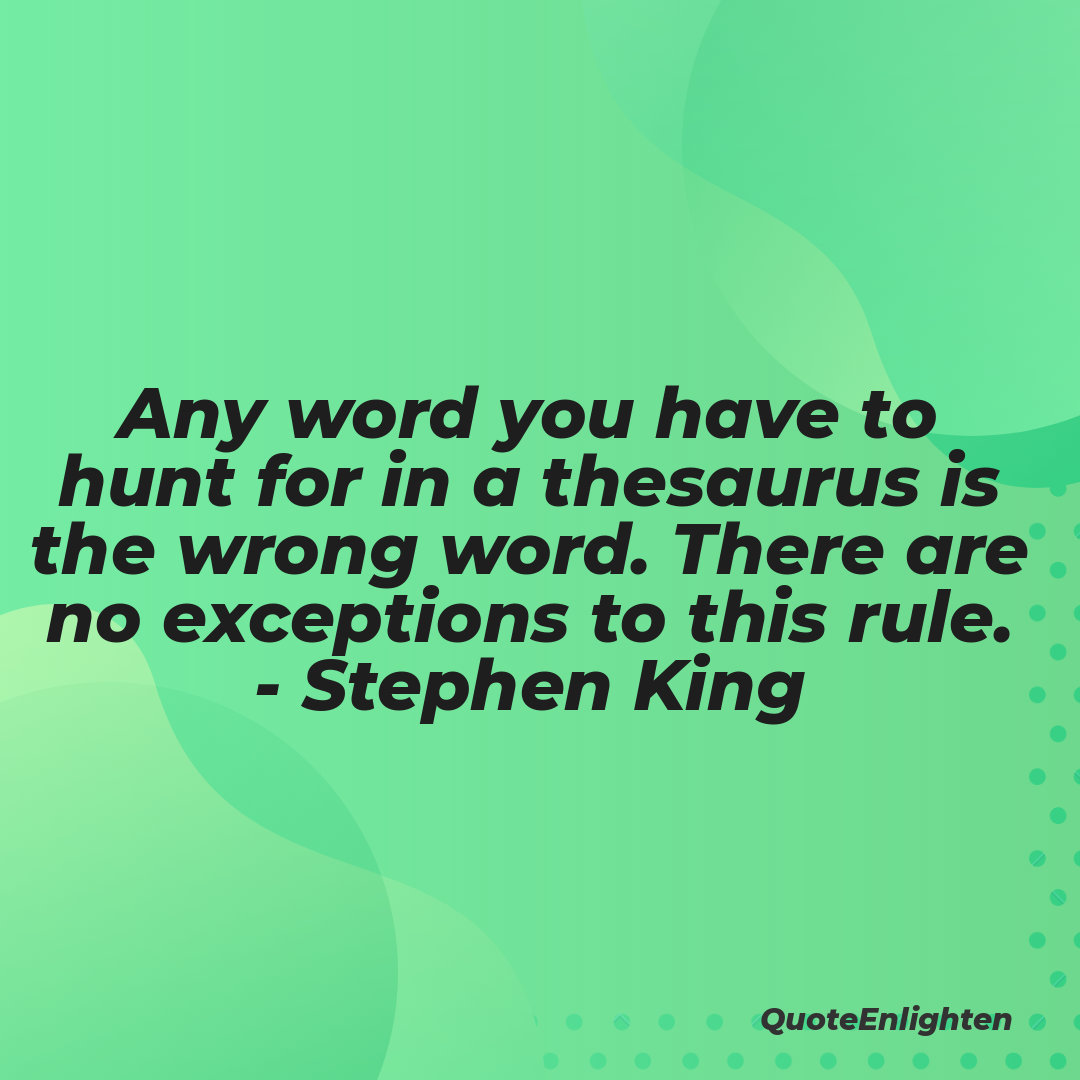 Any word you have to
hunt for in a thesaurus is
the wrong word. There are
no exceptions to this rule.
- Stephen King
QuoteEnlighten